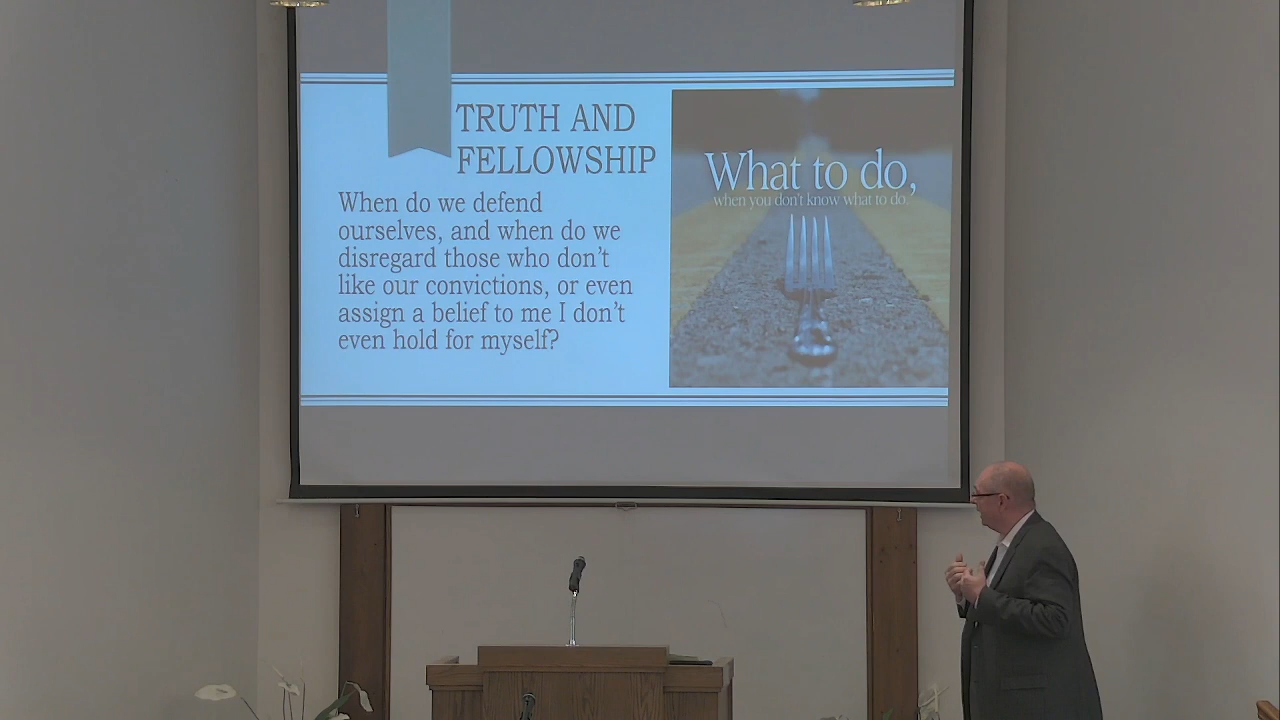 TRUTH AND
FELLOWSHIP
When do we defend
ourselves, and when do we
disregard those who don't
like our convictions, or even
assign a belief to me I don't
even hold for myself?
What to do,
when you don't know what to do.